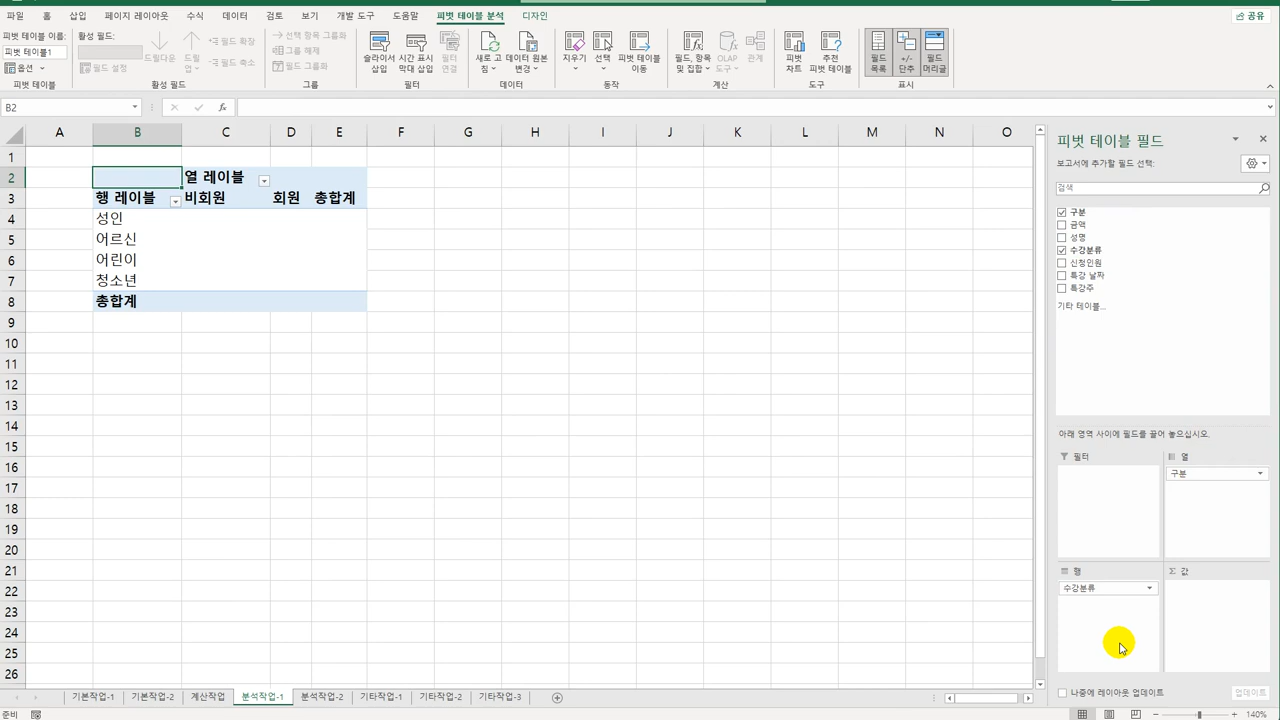 파일 홈 삽입 페이지 레이아웃 수식 데이터 검토 보기 개발 도구 도움말 피벗 테이블 분석 디자인 공유
피벗 테이블 이름:
피벗 테이블1
옵션
피벗 테이블
활성 필드:
필드 설정
드릴다운
드릴업
필드 확장
필드 축소
활성 필드
선택 항목 그룹화
그룹 해제
필드 그룹화
그룹
슬라이서 삽입
시간 표시 막대 삽입
필터 연결
필터
새로 고침
데이터 원본 변경
데이터
지우기
선택
피벗 테이블 이동
동작
필드, 항목 및 집합
OLAP 도구
관계
계산
피벗 차트
추천 피벗 테이블
도구
필드 목록
+/- 단추
필드 머리글
표시
B2 fx
A B C D E F G H I J K L M N O
1
2 열 레이블
3 행 레이블 비회원 회원 총합계
4 성인
5 어르신
6 어린이
7 청소년
8 총합계
9
10
11
12
13
14
15
16
17
18
19
20
21
22
23
24
25
26
피벗 테이블 필드
보고서에 추가할 필드 선택:
검색
구분
금액
성명
수강분류
신청인원
특강 날짜
특강주
기타 테이블...
아래 영역 사이에 필드를 끌어 놓으십시오.
필터 열
구분
행 Σ 값
수강분류
나중에 레이아웃 업데이트 업데이트
기본작업-1 기본작업-2 계산작업 분석작업-1 분석작업-2 기타작업-1 기타작업-2 기타작업-3
준비 140%